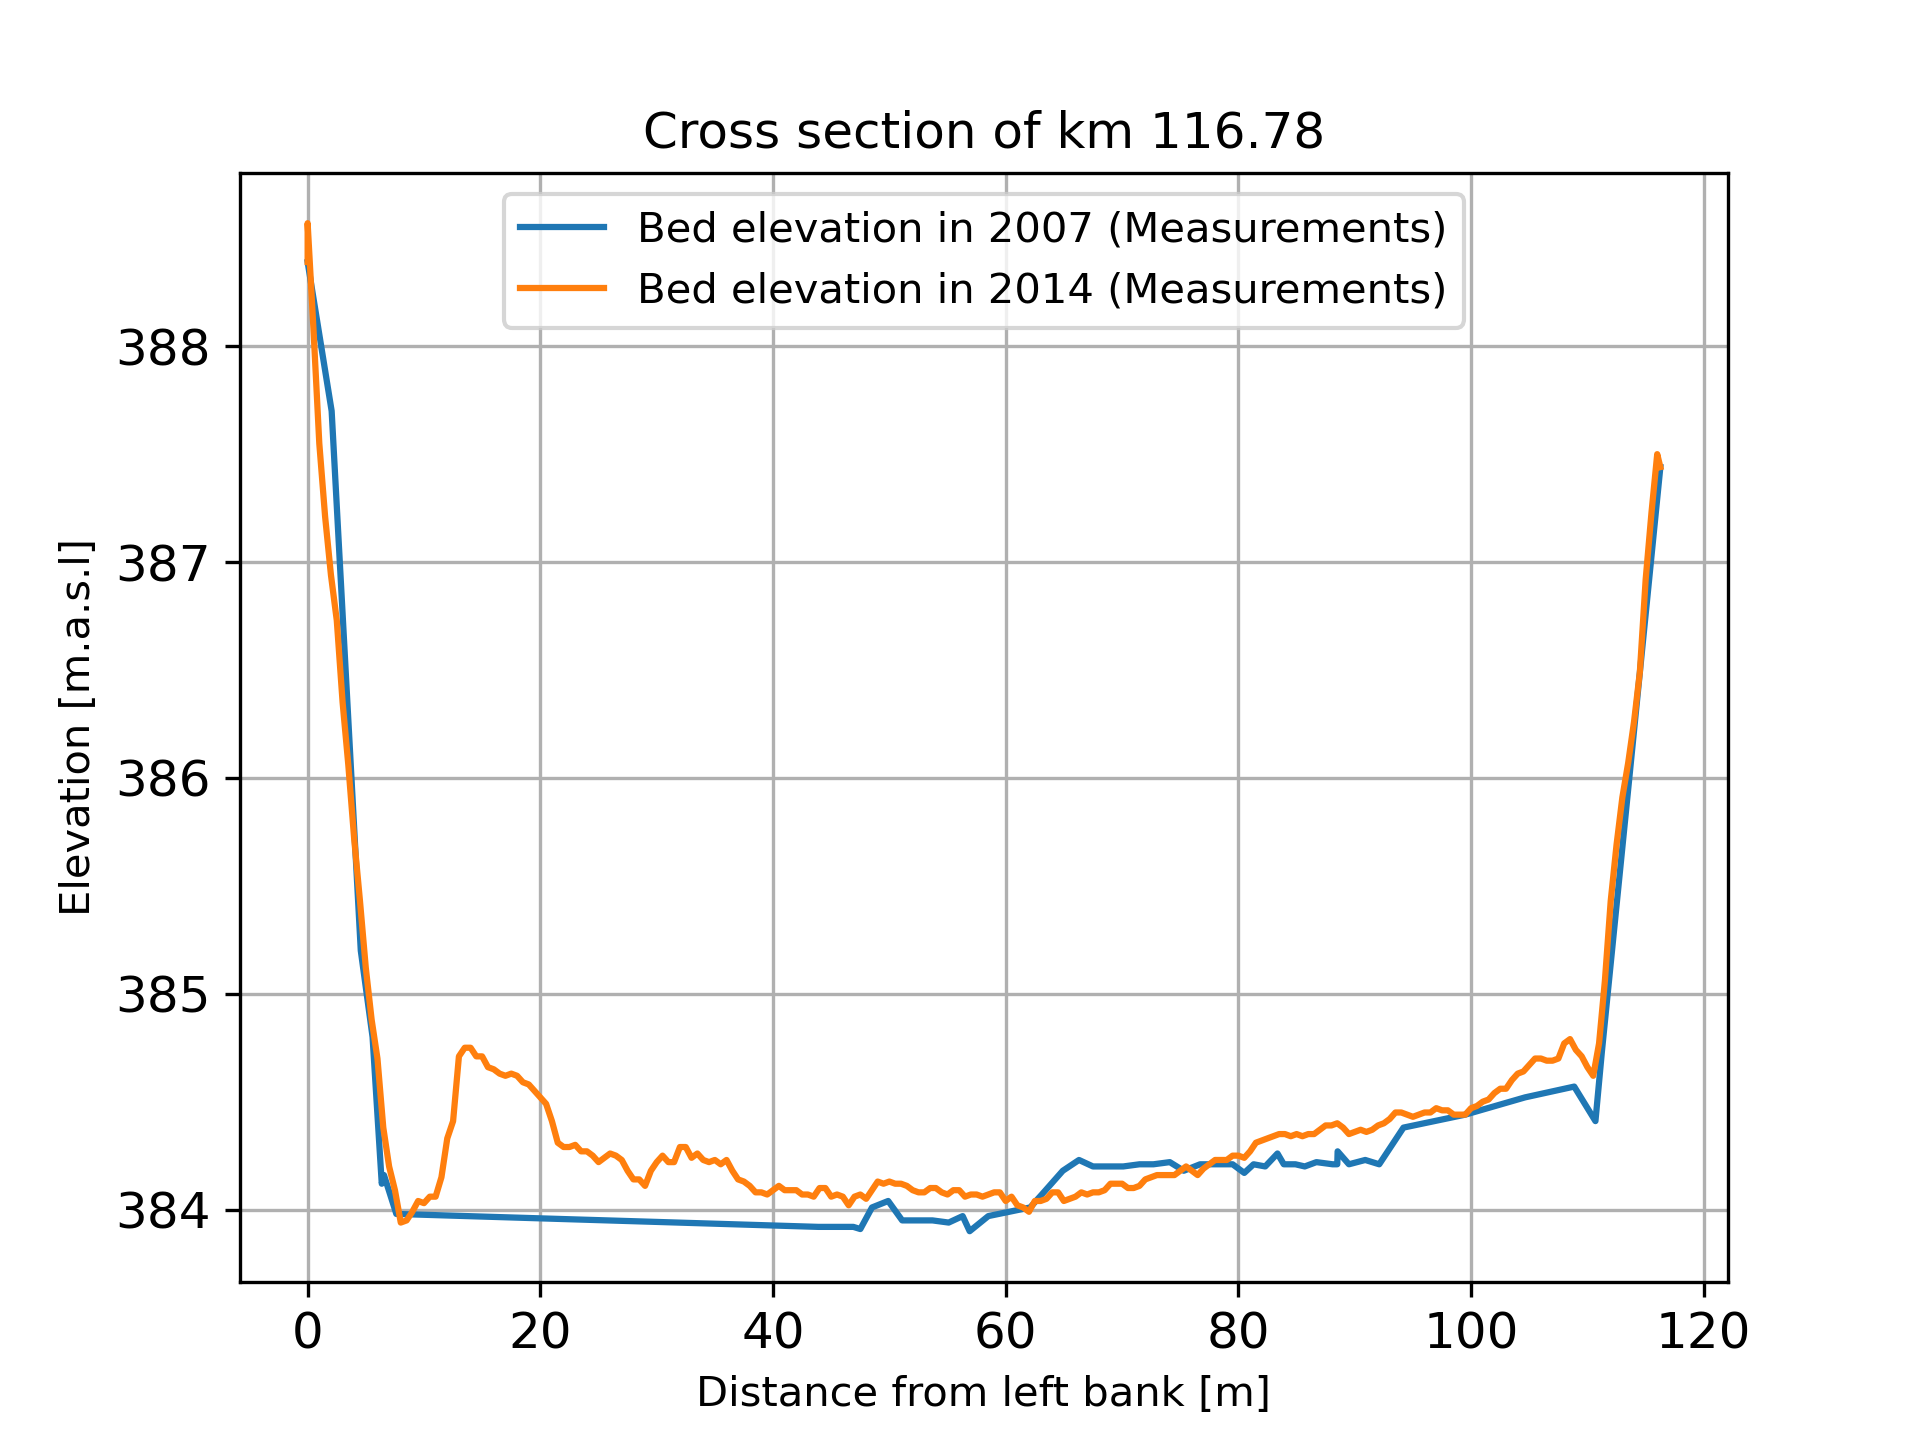 Cross section of km 116.78
Bed elevation in 2007 (Measurements)
Bed elevation in 2014 (Measurements)
388
387
386
385
384
Elevation [m.a.s.l]
0 20 40 60 80 100 120
Distance from left bank [m]